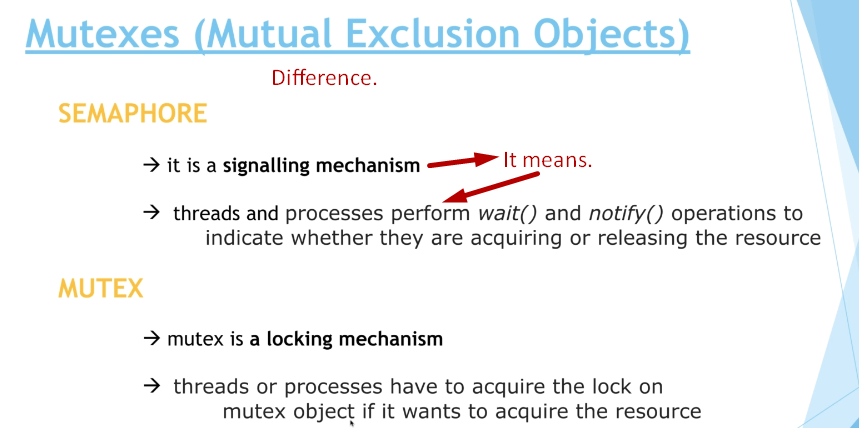 Mutexes (Mutual Exclusion Objects)
Difference.
SEMAPHORE
→ it is a signalling mechanism
It means.
→ threads and processes perform wait() and notify() operations to
indicate whether they are acquiring or releasing the resource
MUTEX
→ mutex is a locking mechanism
→ threads or processes have to acquire the lock on
mutex object if it wants to acquire the resource